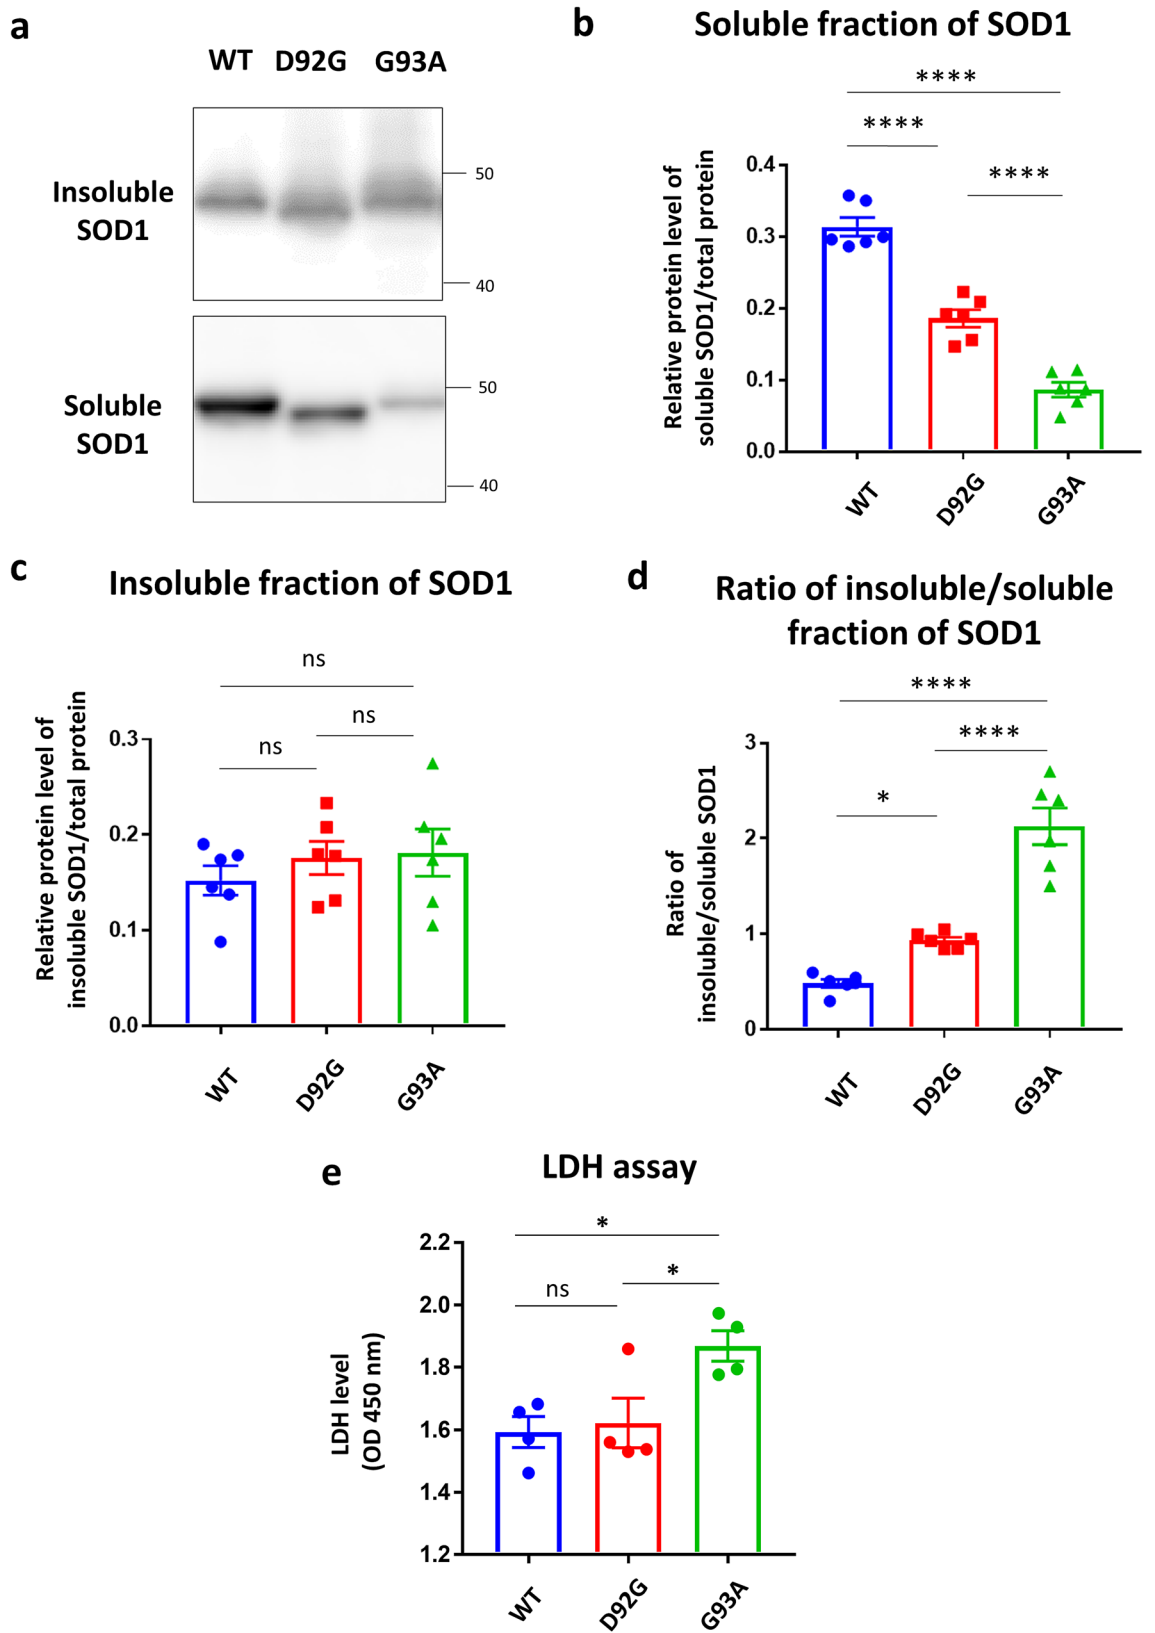 a
WT D92G G93A
Insoluble
SOD1
50
40
Soluble
SOD1
50
40
b
Soluble fraction of SOD1
****
****
****
Relative protein level of
soluble SOD1/total protein
0.4
0.3
0.2
0.1
0.0
WT
D92G
G93A
c
Insoluble fraction of SOD1
ns
ns
ns
Relative protein level of
insoluble SOD1/total protein
0.3
0.2
0.1
0.0
WT
D92G
G93A
d
Ratio of insoluble/soluble
fraction of SOD1
****
****
*
Ratio of
insoluble/soluble SOD1
3
2
1
0
WT
D92G
G93A
e
LDH assay
*
*
ns
LDH level
(OD 450 nm)
2.2
2.0
1.8
1.6
1.4
1.2
WT
D92G
G93A